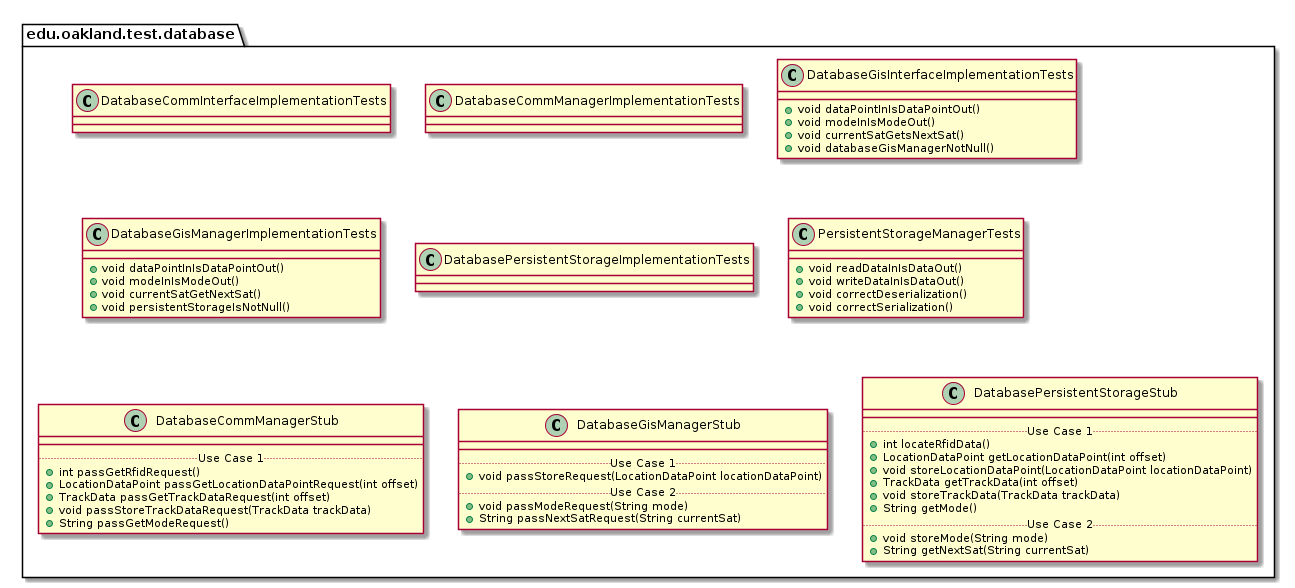 edu.oakland.test.database
C DatabaseCommInterfaceImplementationTests
C DatabaseCommManagerImplementationTests
C DatabaseGisInterfaceImplementationTests
void dataPointInIsDataPointOut()
void modeInIsModeOut()
void currentSatGetsNextSat()
void databaseGisManagerNotNull()
C DatabaseGisManagerImplementationTests
void dataPointInIsDataPointOut()
void modeInIsModeOut()
void currentSatGetNextSat()
void persistentStorageIsNotNull()
C DatabasePersistentStorageImplementationTests
C PersistentStorageManagerTests
void readDataInIsDataOut()
void writeDataInIsDataOut()
void correctDeserialization()
void correctSerialization()
C DatabaseCommManagerStub
Use Case 1
int passGetRfidRequest()
LocationDataPoint passGetLocationDataPointRequest(int offset)
TrackData passGetTrackDataRequest(int offset)
void passStoreTrackDataRequest(TrackData trackData)
String passGetModeRequest()
C DatabaseGisManagerStub
Use Case 1
void passStoreRequest(LocationDataPoint locationDataPoint)
Use Case 2
void passModeRequest(String mode)
String passNextSatRequest(String currentSat)
C DatabasePersistentStorageStub
Use Case 1
int locateRfidData()
LocationDataPoint getLocationDataPoint(int offset)
void storeLocationDataPoint(LocationDataPoint locationDataPoint)
TrackData getTrackData(int offset)
void storeTrackData(TrackData trackData)
String getMode()
Use Case 2
void storeMode(String mode)
String getNextSat(String currentSat)